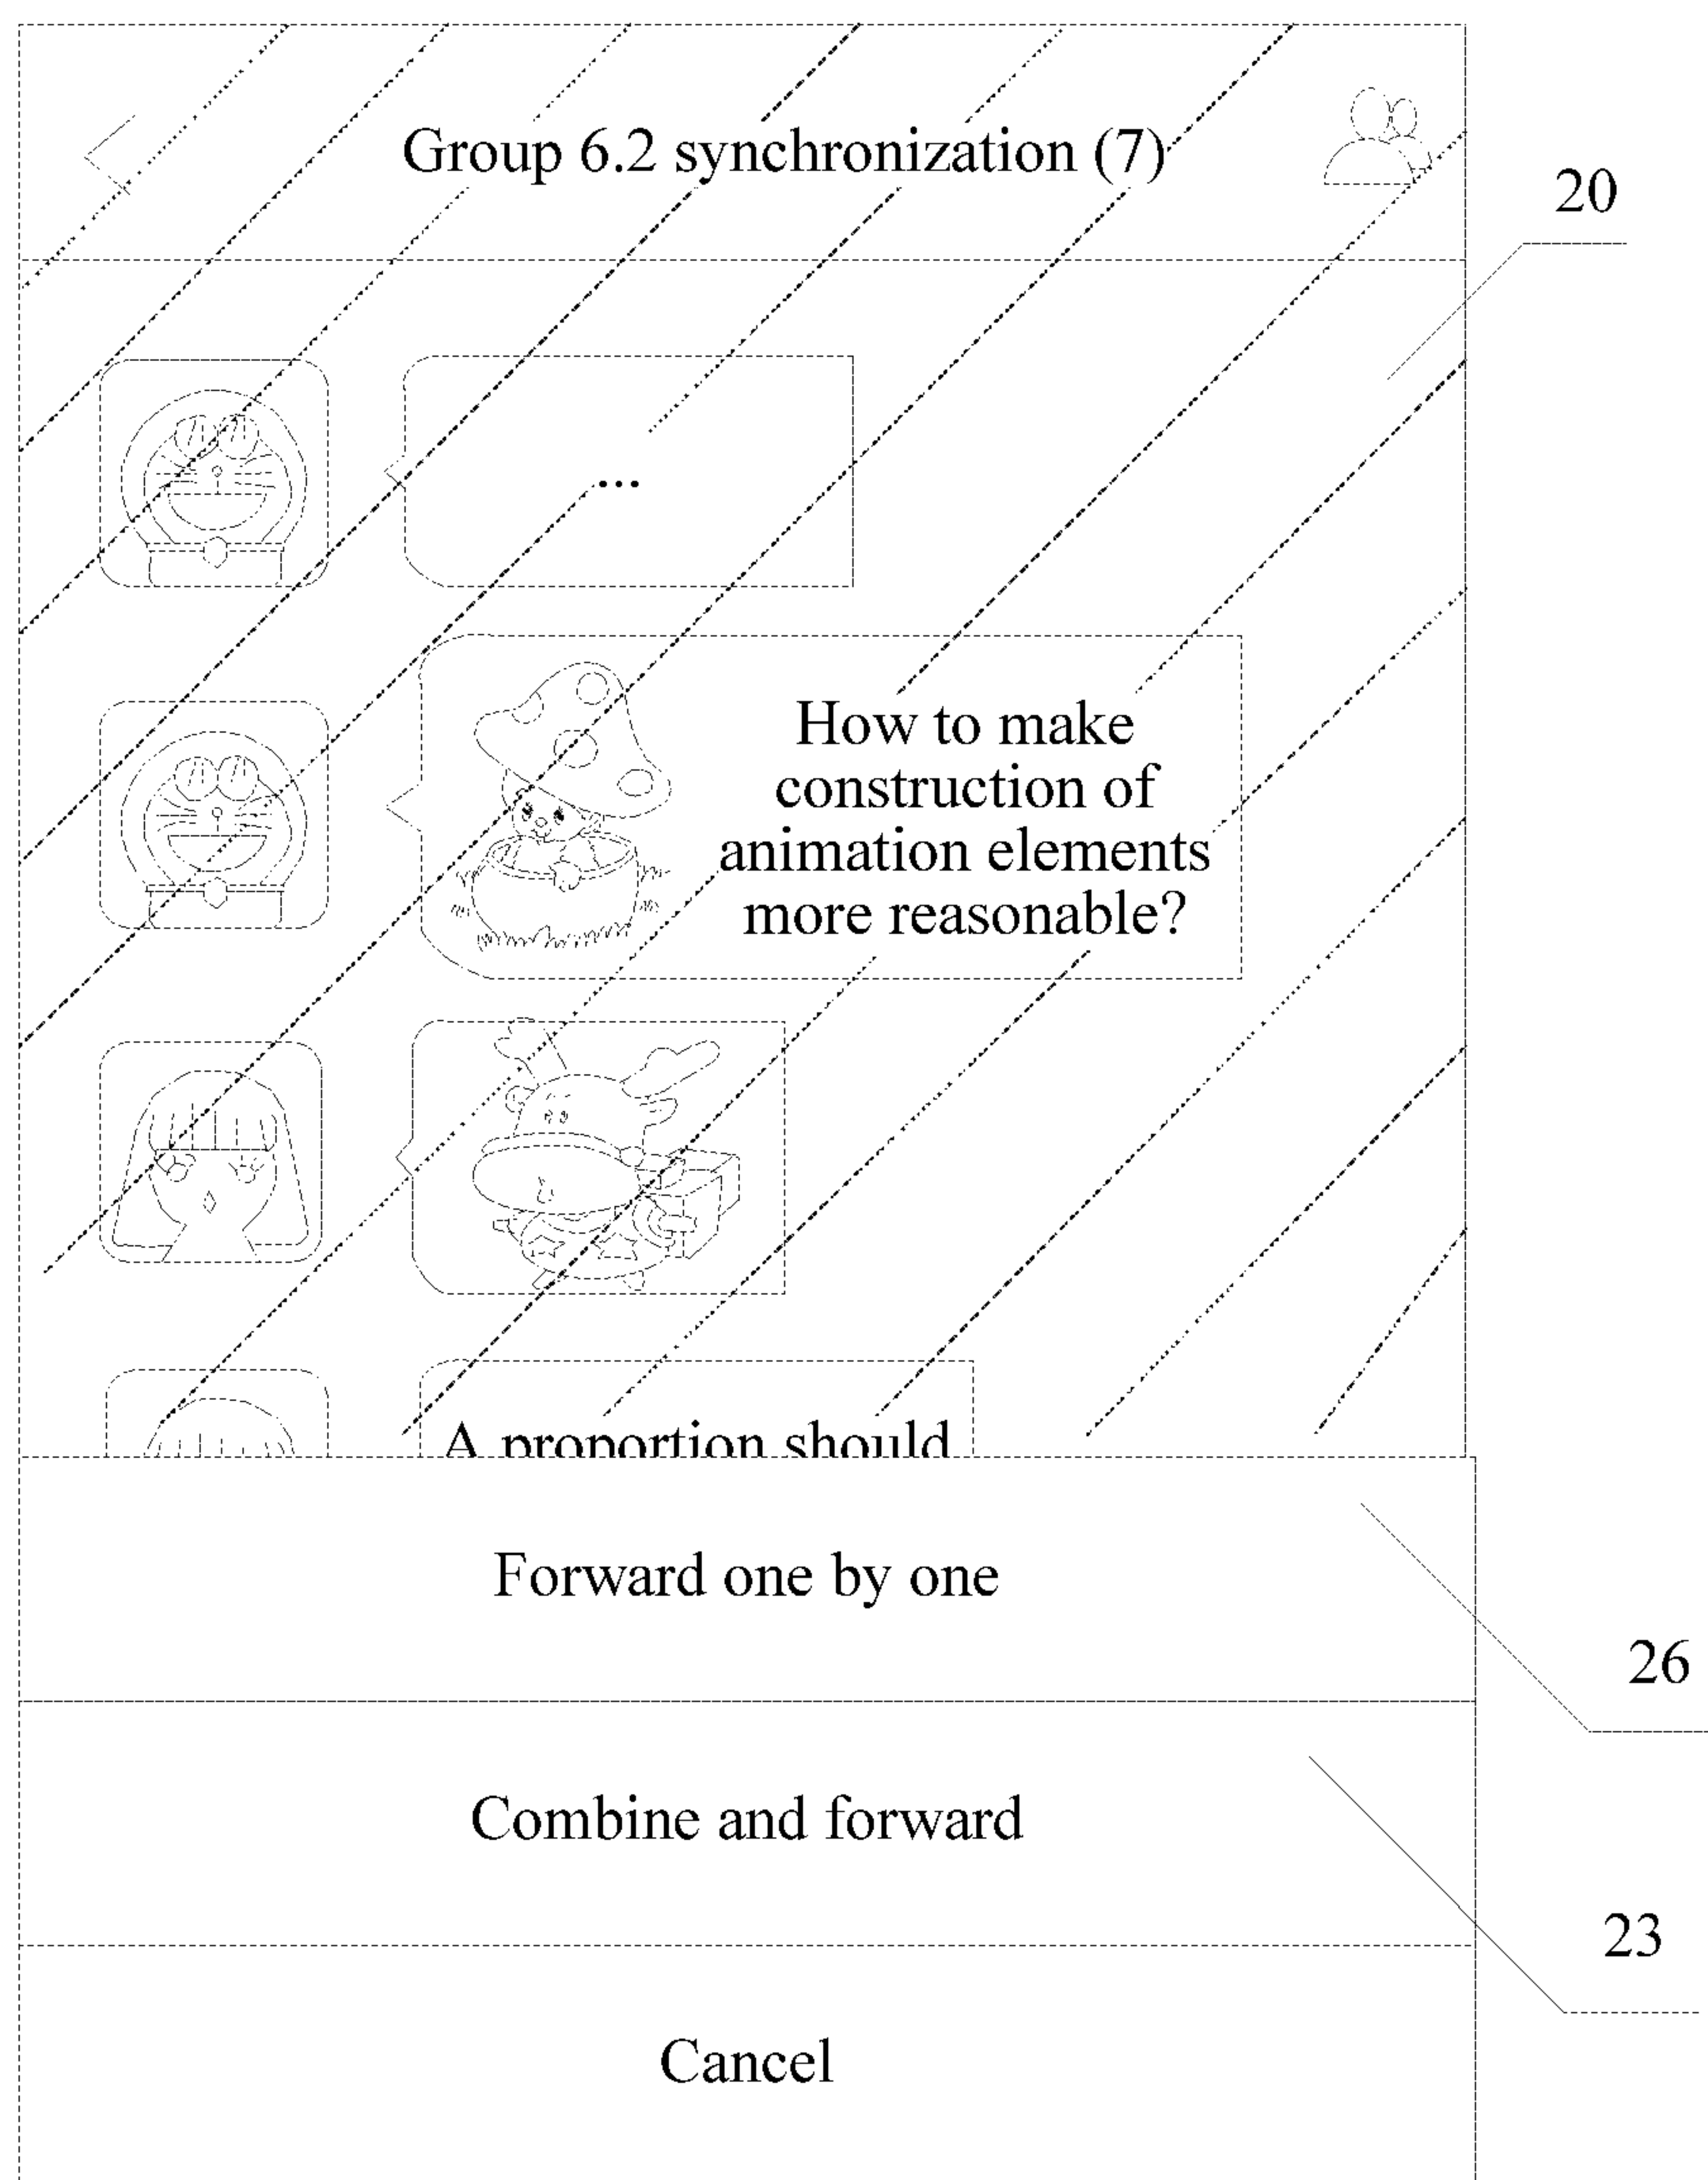 Group 6.2 synchronization (7)
20
...
How to make
construction of
animation elements
more reasonable?
A proportion should
Forward one by one
26
Combine and forward
23
Cancel